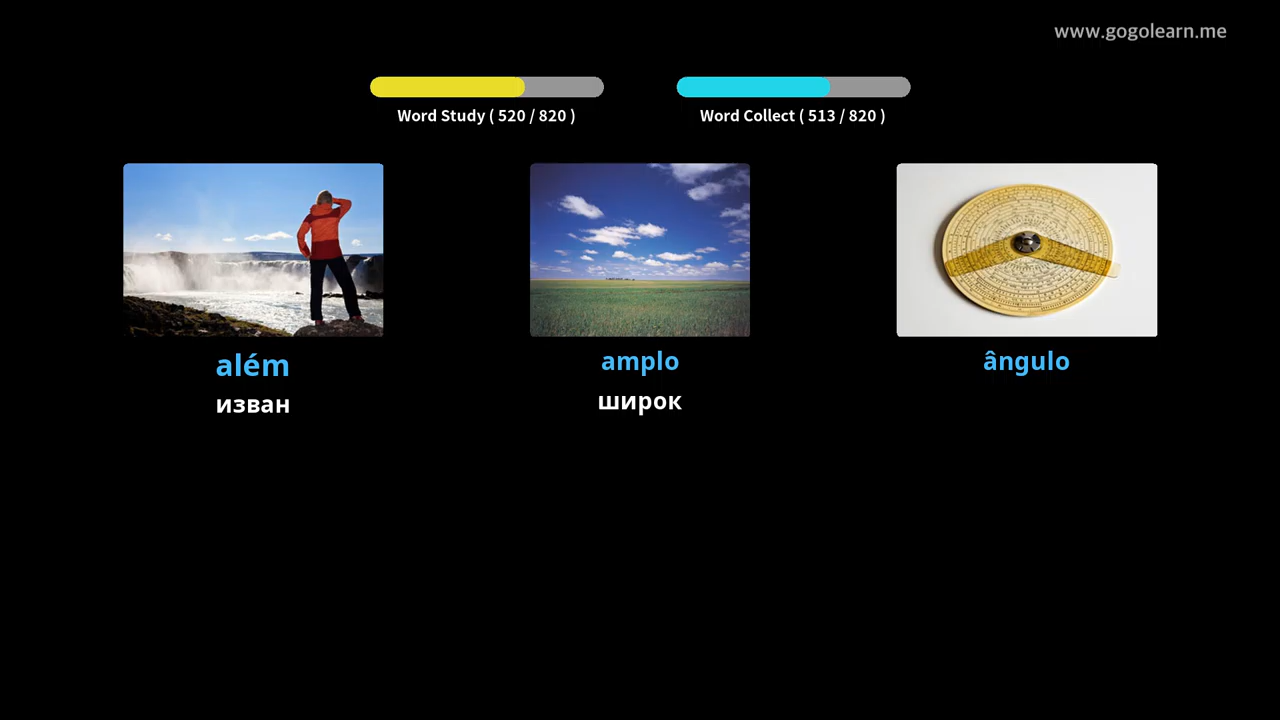 www.gogolearn.me
Word Study ( 520 / 820 )
Word Collect ( 513 / 820 )
além
изван
amplo
широк
ângulo